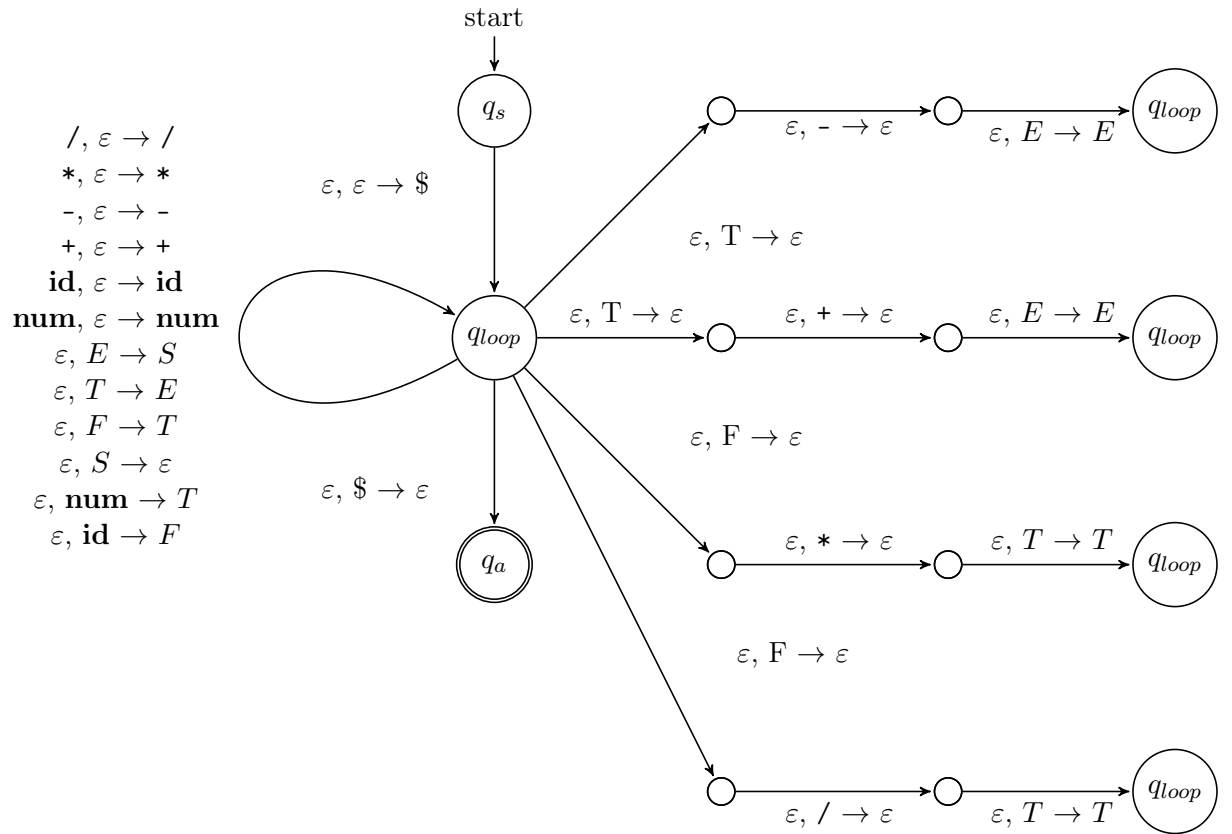 start
q_s
/, ε → /
*, ε → *
-, ε → -
+, ε → +
id, ε → id
num, ε → num
ε, E → S
ε, T → E
ε, F → T
ε, S → ε
ε, num → T
ε, id → F
ε, ε → $
q_loop
ε, $ → ε
q_a
ε, T → ε
ε, - → ε
ε, E → E
q_loop
ε, T → ε
ε, + → ε
ε, E → E
q_loop
ε, F → ε
ε, * → ε
ε, T → T
q_loop
ε, F → ε
ε, / → ε
ε, T → T
q_loop